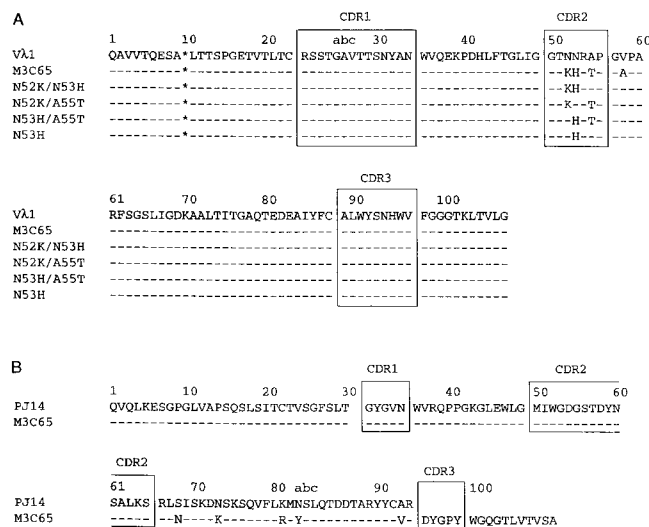 A
CDR1 CDR2
1 10 20 abc 30 40 50 60
Vλ1 QAVVTQESA*LTTSPGETVTLTC RSSTGAVTTSNYAN WVQEKPDHLFTGLIG GTNNRAP GVPA
M3C65 ---------*------------- -------------- --------------- ---KH-T- -A--
N52K/N53H ---------*------------- -------------- --------------- ---KH--- ----
N52K/A55T ---------*------------- -------------- --------------- ---K--T- ----
N53H/A55T ---------*------------- -------------- --------------- ----H-T- ----
N53H ---------*------------- -------------- --------------- ----H--- ----
CDR3
61 70 80 90 100
Vλ1 RFSGSLIGDKAALTITGAQTEDEAIYFC ALWYSNHWV FGGGTKLTVLG
M3C65 ---------------------------- --------- -----------
N52K/N53H ---------------------------- --------- -----------
N52K/A55T ---------------------------- --------- -----------
N53H/A55T ---------------------------- --------- -----------
N53H ---------------------------- --------- -----------
B
CDR1 CDR2
1 10 20 30 40 50 60
PJ14 QVQLKESGPGLVAPSQSLSITCTVSGFSLT GYGVN WVRQPPGKGLEWLG MIWGDGSTDYN
M3C65 ------------------------------ ----- -------------- -----------
CDR2 CDR3
61 70 80 abc 90 100
PJ14 SALKS RLSISKDNSKSQVFLKMNSLQTDDTARYYCAR
M3C65 ----- --N----K-------R-Y-----------V- DYGPY WGQGTLVTVSA